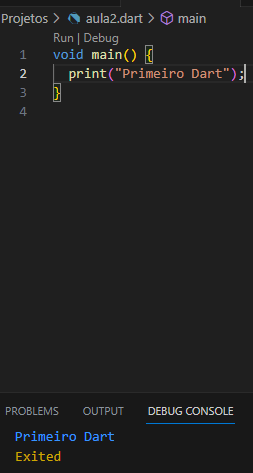 Projetos > aula2.dart > main
Run | Debug
1 void main() {
2 print("Primeiro Dart");
3 }
4
PROBLEMS OUTPUT DEBUG CONSOLE
Primeiro Dart
Exited